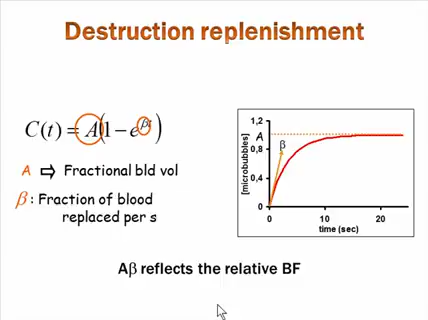 Destruction replenishment
C(t) = A(1 − e^βt)
A ⇨ Fractional bld vol
β : Fraction of blood
replaced per s
1,2
A
0,8
0,4
0
[microbubbles]
β
0 10 20
time (sec)
Aβ reflects the relative BF